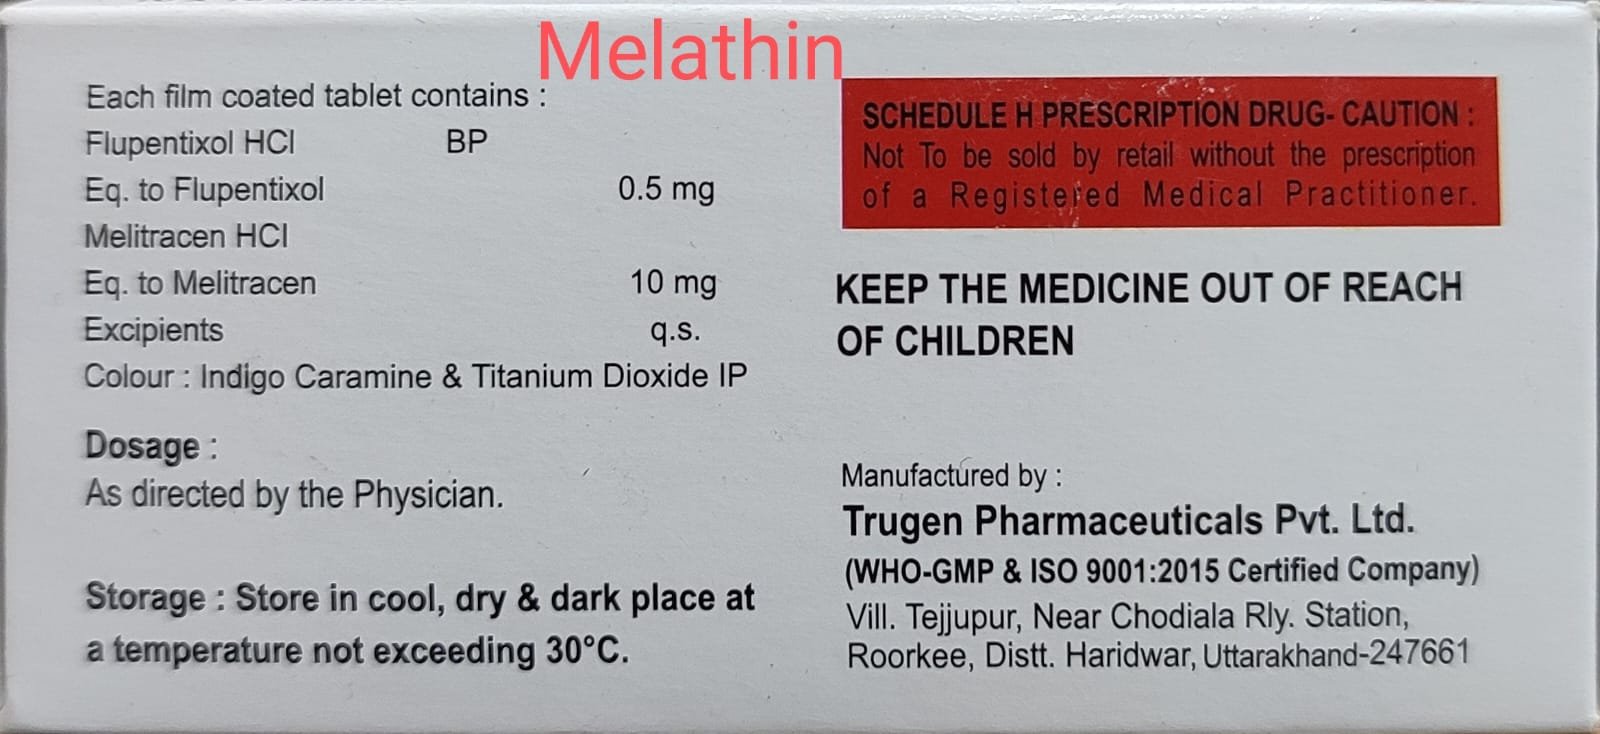 Melathin
Each film coated tablet contains :
Flupentixol HCl BP
Eq. to Flupentixol 0.5 mg
Melitracen HCl
Eq. to Melitracen 10 mg
Excipients q.s.
Colour : Indigo Caramine & Titanium Dioxide IP
Dosage :
As directed by the Physician.
Storage : Store in cool, dry & dark place at
a temperature not exceeding 30°C.
SCHEDULE H PRESCRIPTION DRUG- CAUTION :
Not To be sold by retail without the prescription
of a Registered Medical Practitioner.
KEEP THE MEDICINE OUT OF REACH
OF CHILDREN
Manufactured by :
Trugen Pharmaceuticals Pvt. Ltd.
(WHO-GMP & ISO 9001:2015 Certified Company)
Vill. Tejjupur, Near Chodiala Rly. Station,
Roorkee, Distt. Haridwar, Uttarakhand-247661